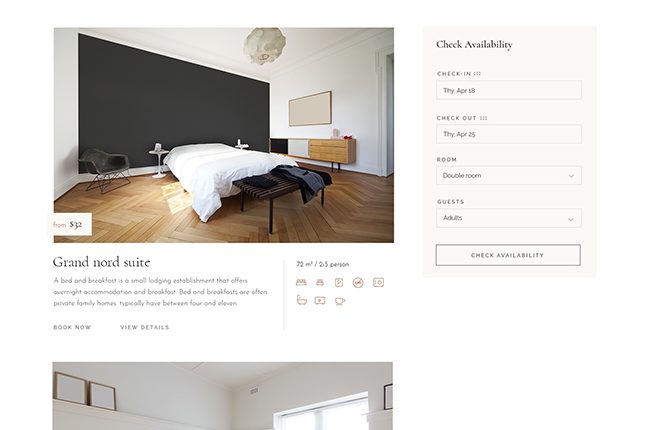 from $32
Grand nord suite
A bed and breakfast is a small lodging establishment that offers
overnight accommodation and breakfast. Bed and breakfasts are often
private family homes. typically have between four and eleven
BOOK NOW
VIEW DETAILS
72 m² / 2-5 person
Check Availability
CHECK-IN
Thy, Apr 18
CHECK OUT
Thy, Apr 25
ROOM
Double room
GUESTS
Adults
CHECK AVAILABILITY